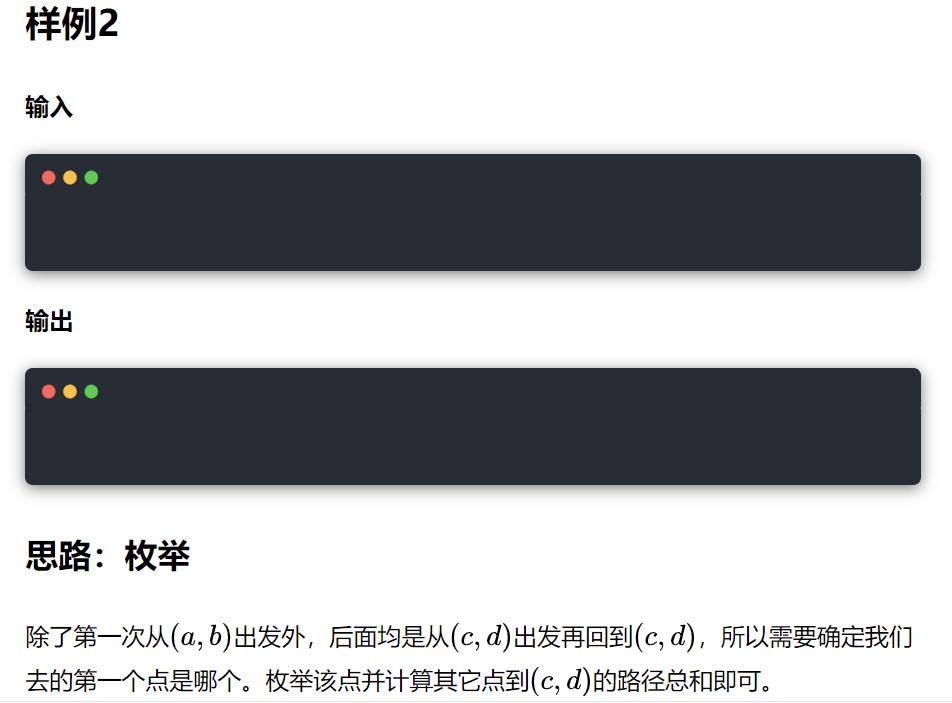 样例2
输入
输出
思路：枚举
除了第一次从(a, b)出发外，后面均是从(c, d)出发再回到(c, d)，所以需要确定我们
去的第一个点是哪个。枚举该点并计算其它点到(c, d)的路径总和即可。